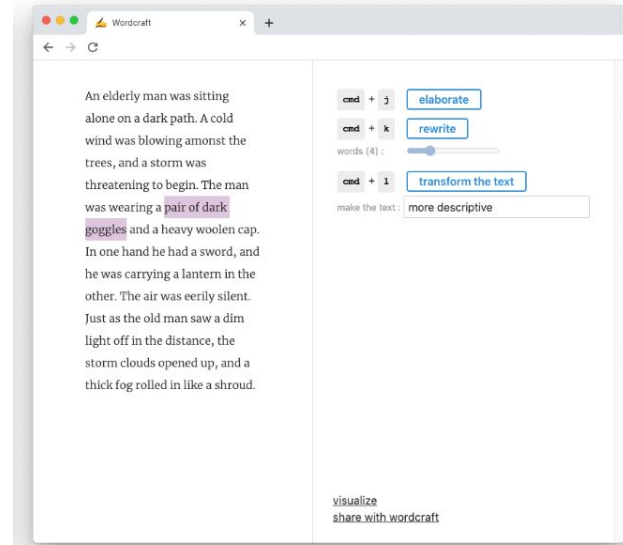 Wordcraft
An elderly man was sitting
alone on a dark path. A cold
wind was blowing amonst the
trees, and a storm was
threatening to begin. The man
was wearing a pair of dark
goggles and a heavy woolen cap.
In one hand he had a sword, and
he was carrying a lantern in the
other. The air was eerily silent.
Just as the old man saw a dim
light off in the distance, the
storm clouds opened up, and a
thick fog rolled in like a shroud.
cmd + j elaborate
cmd + k rewrite
words (4) :
cmd + l transform the text
make the text : more descriptive
visualize
share with wordcraft